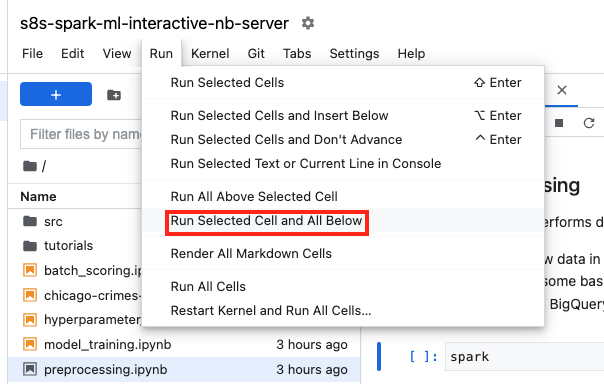 s8s-spark-ml-interactive-nb-server
File Edit View Run Kernel Git Tabs Settings Help
Run Selected Cells ⇧ Enter
Run Selected Cells and Insert Below ⌥ Enter
Run Selected Cells and Don't Advance ^ Enter
Run Selected Text or Current Line in Console
Run All Above Selected Cell
Run Selected Cell and All Below
Render All Markdown Cells
Run All Cells
Restart Kernel and Run All Cells...
+
Filter files by name
/
Name
src
tutorials
batch_scoring.ip
chicago-crimes-
hyperparameter_
model_training.ipynb 3 hours ago
preprocessing.ipynb 3 hours ago
sing
erforms d
w data in
some bas
BigQuery
[ ]: spark